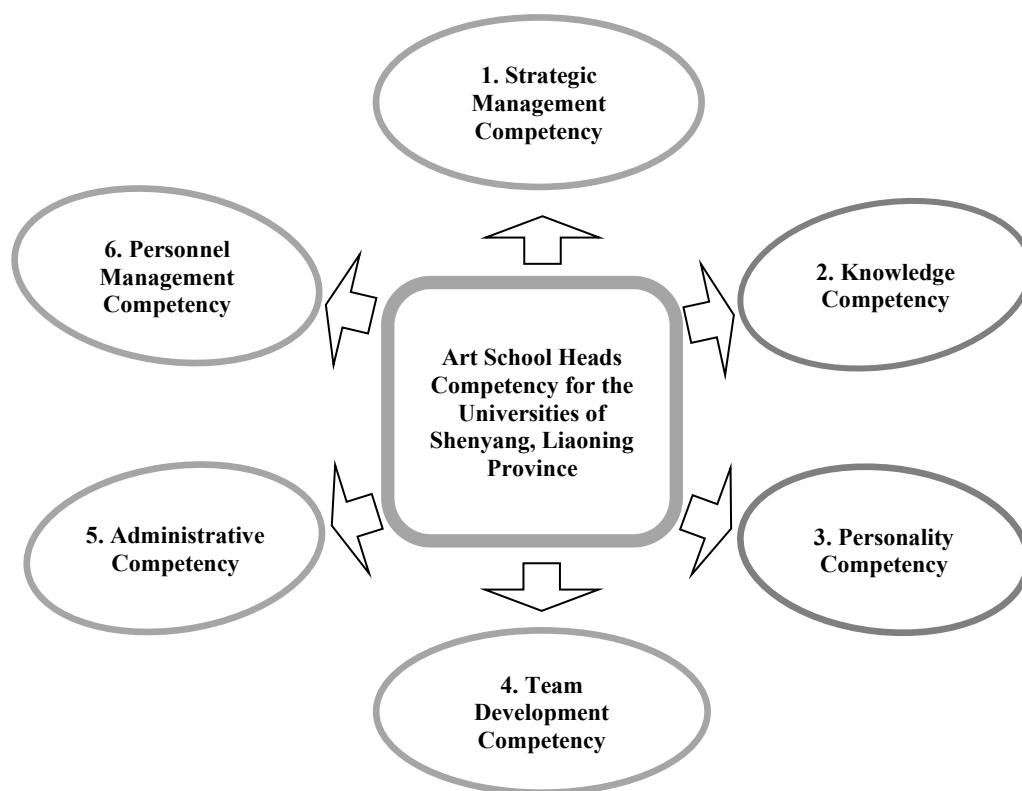 1. Strategic
Management
Competency
6. Personnel
Management
Competency
2. Knowledge
Competency
Art School Heads
Competency for the
Universities of
Shenyang, Liaoning
Province
5. Administrative
Competency
3. Personality
Competency
4. Team
Development
Competency